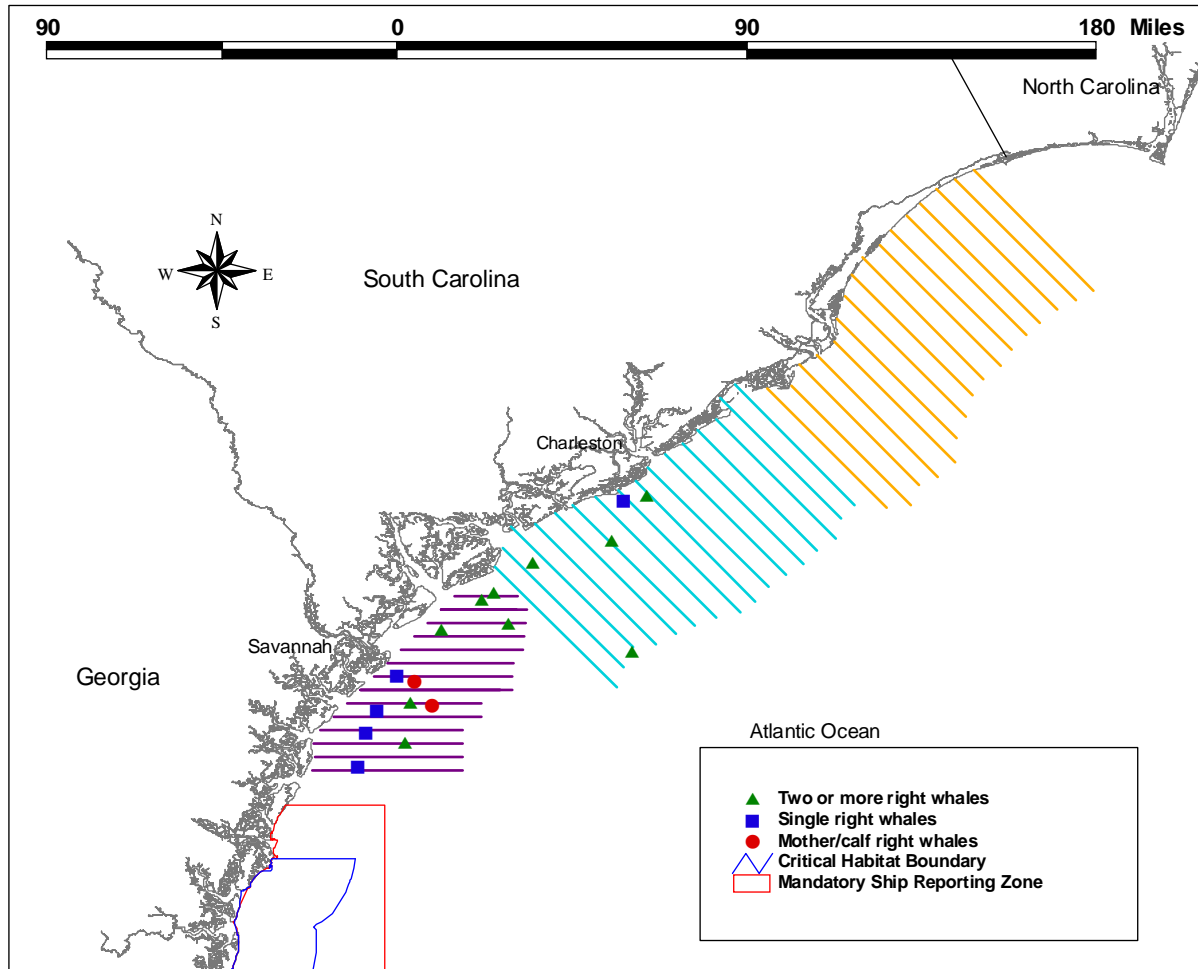 90 0 90 180 Miles
North Carolina
N
W E
S
South Carolina
Charleston
Savannah
Georgia
Atlantic Ocean
Two or more right whales
Single right whales
Mother/calf right whales
Critical Habitat Boundary
Mandatory Ship Reporting Zone